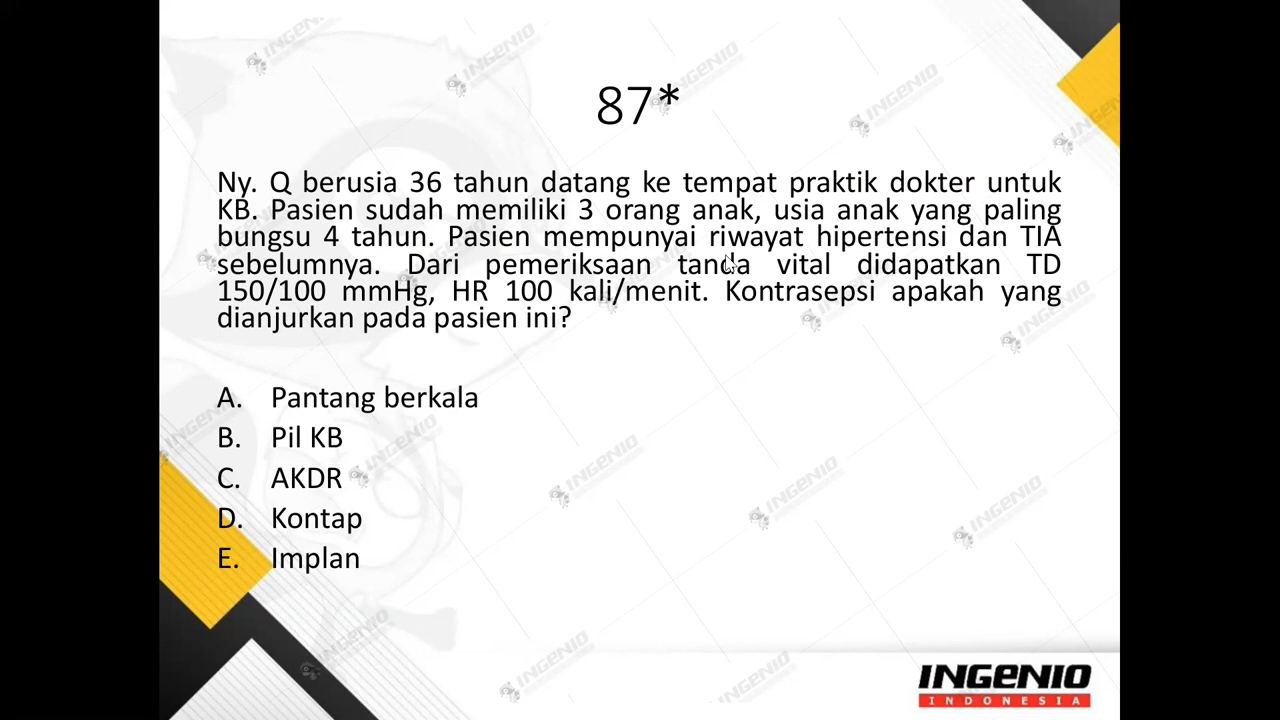 87*
Ny. Q berusia 36 tahun datang ke tempat praktik dokter untuk
KB. Pasien sudah memiliki 3 orang anak, usia anak yang paling
bungsu 4 tahun. Pasien mempunyai riwayat hipertensi dan TIA
sebelumnya. Dari pemeriksaan tanda vital didapatkan TD
150/100 mmHg, HR 100 kali/menit. Kontrasepsi apakah yang
dianjurkan pada pasien ini?
A. Pantang berkala
B. Pil KB
C. AKDR
D. Kontap
E. Implan
INGENIO
INDONESIA